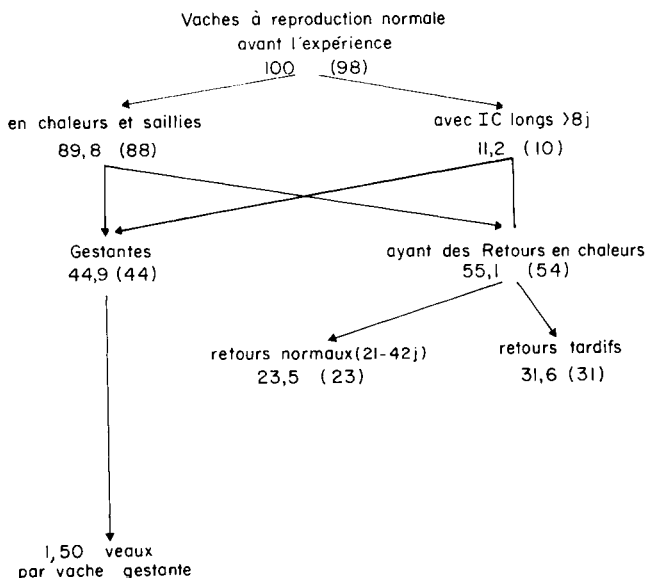 Vaches à reproduction normale
avant l'expérience
100 (98)
en chaleurs et saillies
89,8 (88)
avec IC longs >8j
11,2 (10)
Gestantes
44,9 (44)
ayant des Retours en chaleurs
55,1 (54)
retours normaux (21-42j)
23,5 (23)
retours tardifs
31,6 (31)
1,50 veaux
par vache gestante